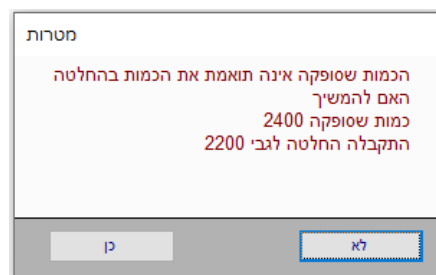 מטרות
הכמות שסופקה אינה תואמת את הכמות בהחלטה
האם להמשיך
כמות שסופקה 2400
התקבלה החלטה לגבי 2200
כן
לא